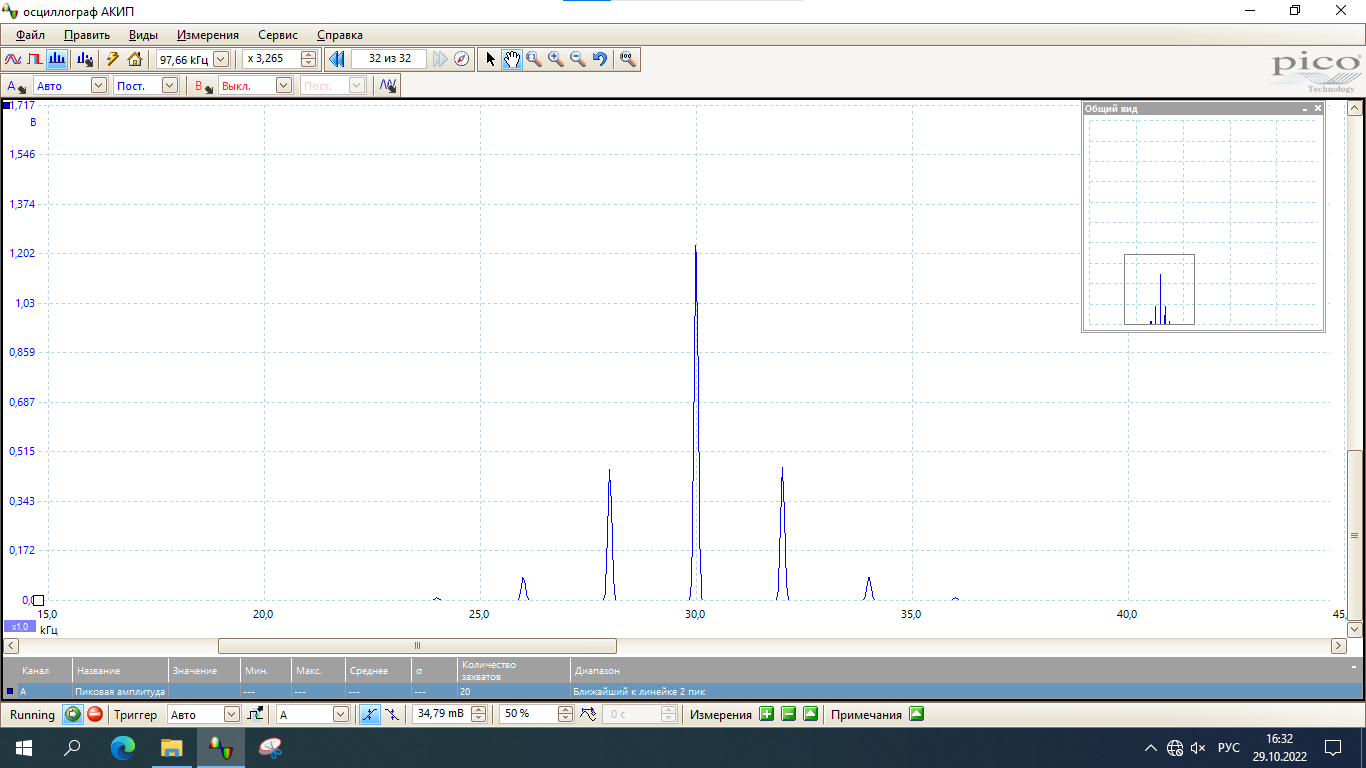 осциллограф АКИП
Файл Править Виды Измерения Сервис Справка
97,66 кГц x 3,265 32 из 32
pico
Technology
A Авто Пост. B Выкл. Пост.
1,717
В
1,546
1,374
1,202
1,03
0,859
0,687
0,515
0,343
0,172
0,0
Общий вид
15,0 20,0 25,0 30,0 35,0 40,0 45,
x1.0 кГц
Канал Название Значение Мин. Макс. Среднее σ Количество захватов Диапазон
A Пиковая амплитуда --- --- --- --- 20 Ближайший к линейке 2 пик
Running Триггер Авто A 34,79 mВ 50 % 0 с Измерения Примечания
РУС 16:32
29.10.2022